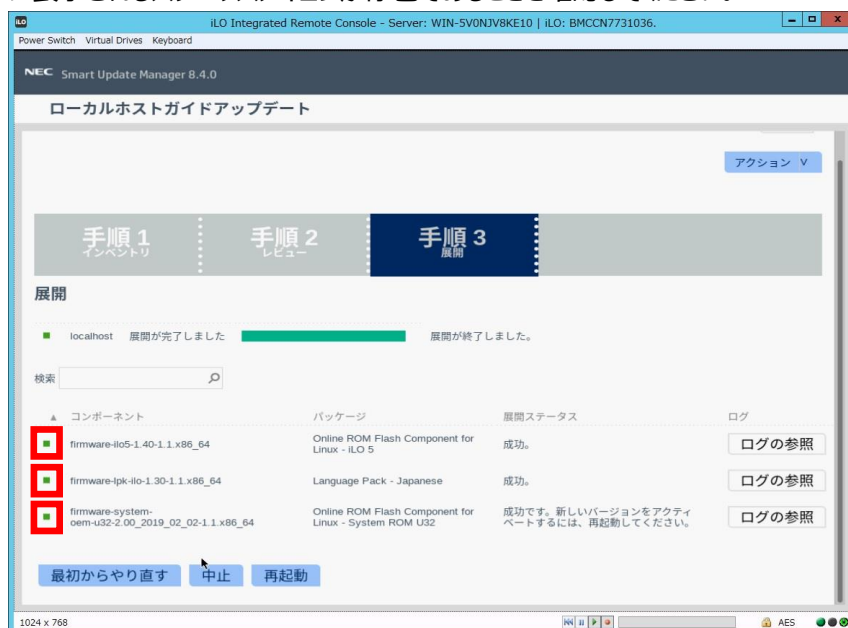 iLO Integrated Remote Console - Server: WIN-5V0NJV8KE10 | iLO: BMCCN7731036.
Power Switch Virtual Drives Keyboard
NEC Smart Update Manager 8.4.0
ローカルホストガイドアップデート
アクション
手順 1
インベントリ
手順 2
レビュー
手順 3
展開
展開
localhost 展開が完了しました 展開が終了しました。
検索
コンポーネント パッケージ 展開ステータス ログ
firmware-ilo5-1.40-1.1.x86_64 Online ROM Flash Component for Linux - iLO 5 成功。 ログの参照
firmware-lpk-ilo-1.30-1.1.x86_64 Language Pack - Japanese 成功。 ログの参照
firmware-system-oem-u32-2.00_2019_02_02-1.1.x86_64 Online ROM Flash Component for Linux - System ROM U32 成功です。新しいバージョンをアクティベートするには、再起動してください。 ログの参照
最初からやり直す 中止 再起動
1024 x 768 AES